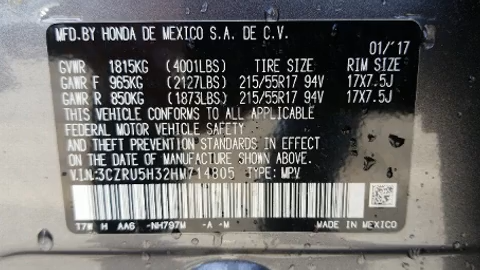 MFD.BY HONDA DE MEXICO S.A. DE C.V.
01/'17
GVWR 1815KG (4001LBS) TIRE SIZE RIM SIZE
GAWR F 965KG (2127LBS) 215/55R17 94V 17X7.5J
GAWR R 850KG (1873LBS) 215/55R17 94V 17X7.5J
THIS VEHICLE CONFORMS TO ALL APPLICABLE
FEDERAL MOTOR VEHICLE SAFETY
AND THEFT PREVENTION STANDARDS IN EFFECT
ON THE DATE OF MANUFACTURE SHOWN ABOVE.
V.I.N:3CZRU5H32HM714805 TYPE: MPV
T7W H AA6 -NH797M -A -M MADE IN MEXICO